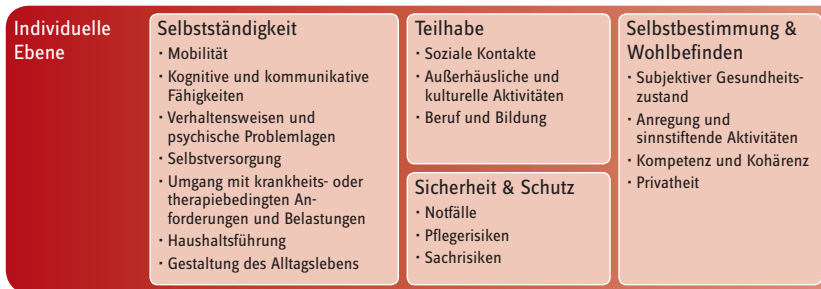 Individuelle
Ebene
Selbstständigkeit
· Mobilität
· Kognitive und kommunikative
Fähigkeiten
· Verhaltensweisen und
psychische Problemlagen
· Selbstversorgung
· Umgang mit krankheits- oder
therapiebedingten An-
forderungen und Belastungen
· Haushaltsführung
· Gestaltung des Alltagslebens
Teilhabe
· Soziale Kontakte
· Außerhäusliche und
kulturelle Aktivitäten
· Beruf und Bildung
Sicherheit & Schutz
· Notfälle
· Pflegerisiken
· Sachrisiken
Selbstbestimmung &
Wohlbefinden
· Subjektiver Gesundheits-
zustand
· Anregung und
sinnstiftende Aktivitäten
· Kompetenz und Kohärenz
· Privatheit